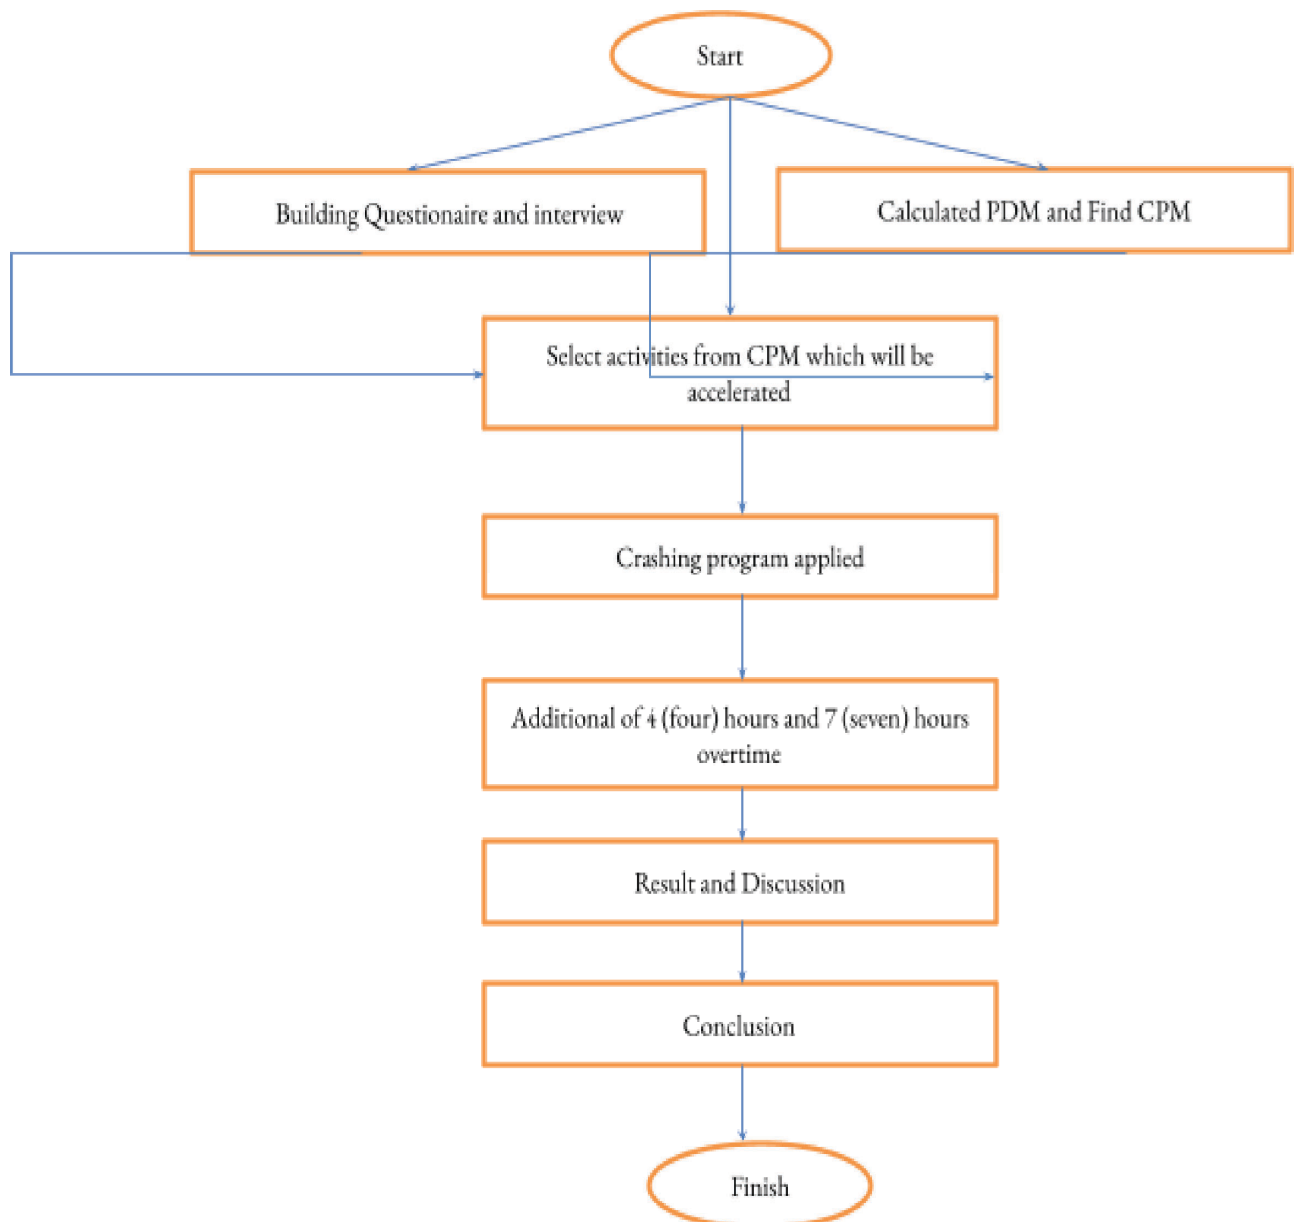 Start
Building Questionaire and interview
Calculated PDM and Find CPM
Select activities from CPM which will be
accelerated
Crashing program applied
Additional of 4 (four) hours and 7 (seven) hours
overtime
Result and Discussion
Conclusion
Finish